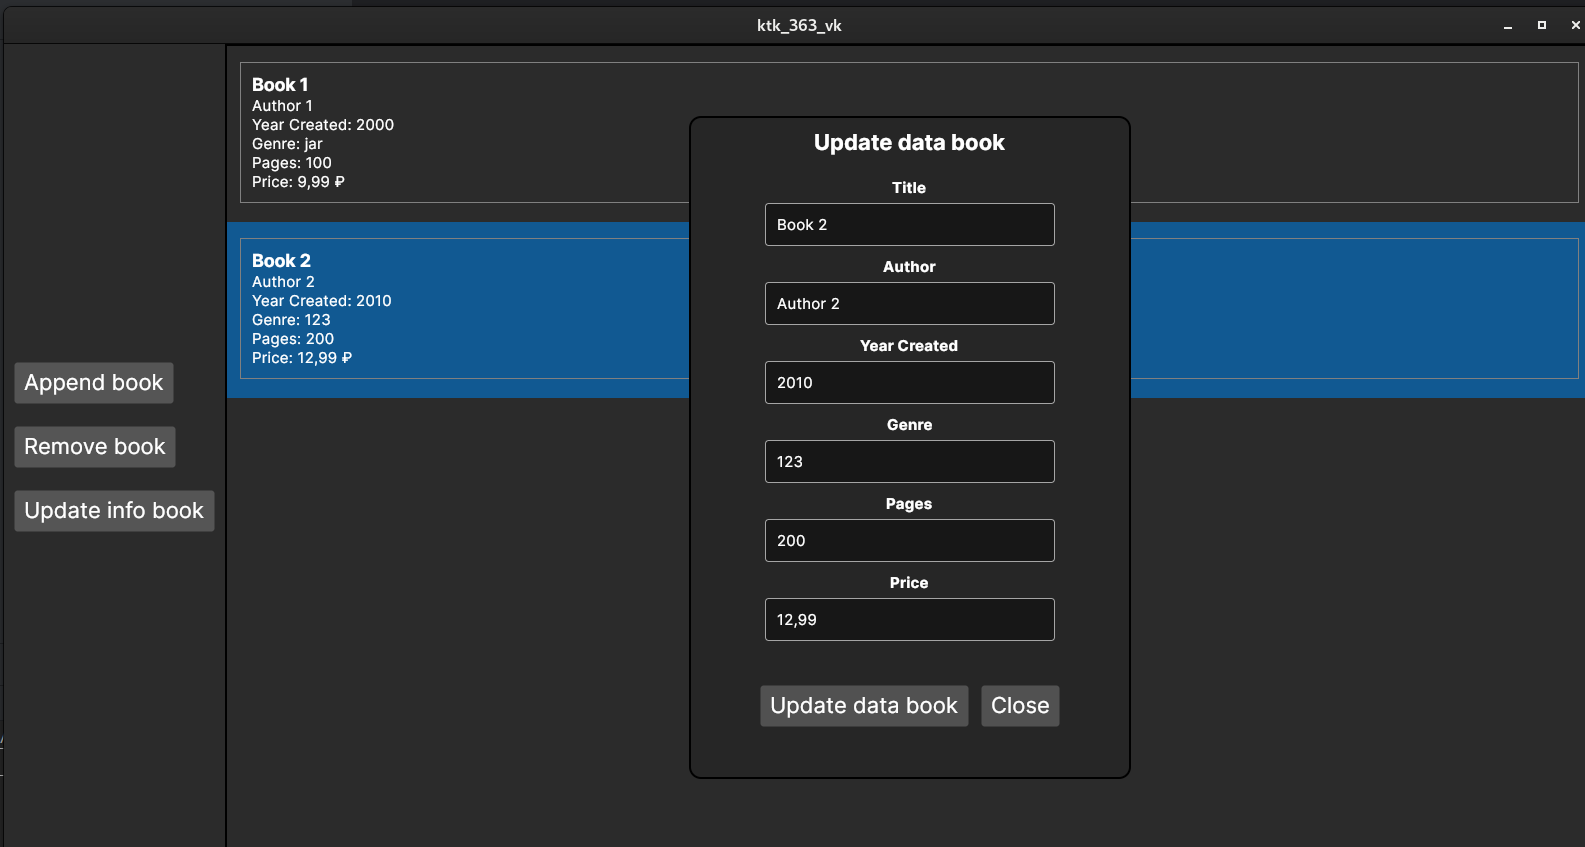 ktk_363_vk
Append book
Remove book
Update info book
Book 1
Author 1
Year Created: 2000
Genre: jar
Pages: 100
Price: 9,99 ₽
Book 2
Author 2
Year Created: 2010
Genre: 123
Pages: 200
Price: 12,99 ₽
Update data book
Title
Book 2
Author
Author 2
Year Created
2010
Genre
123
Pages
200
Price
12,99
Update data book
Close